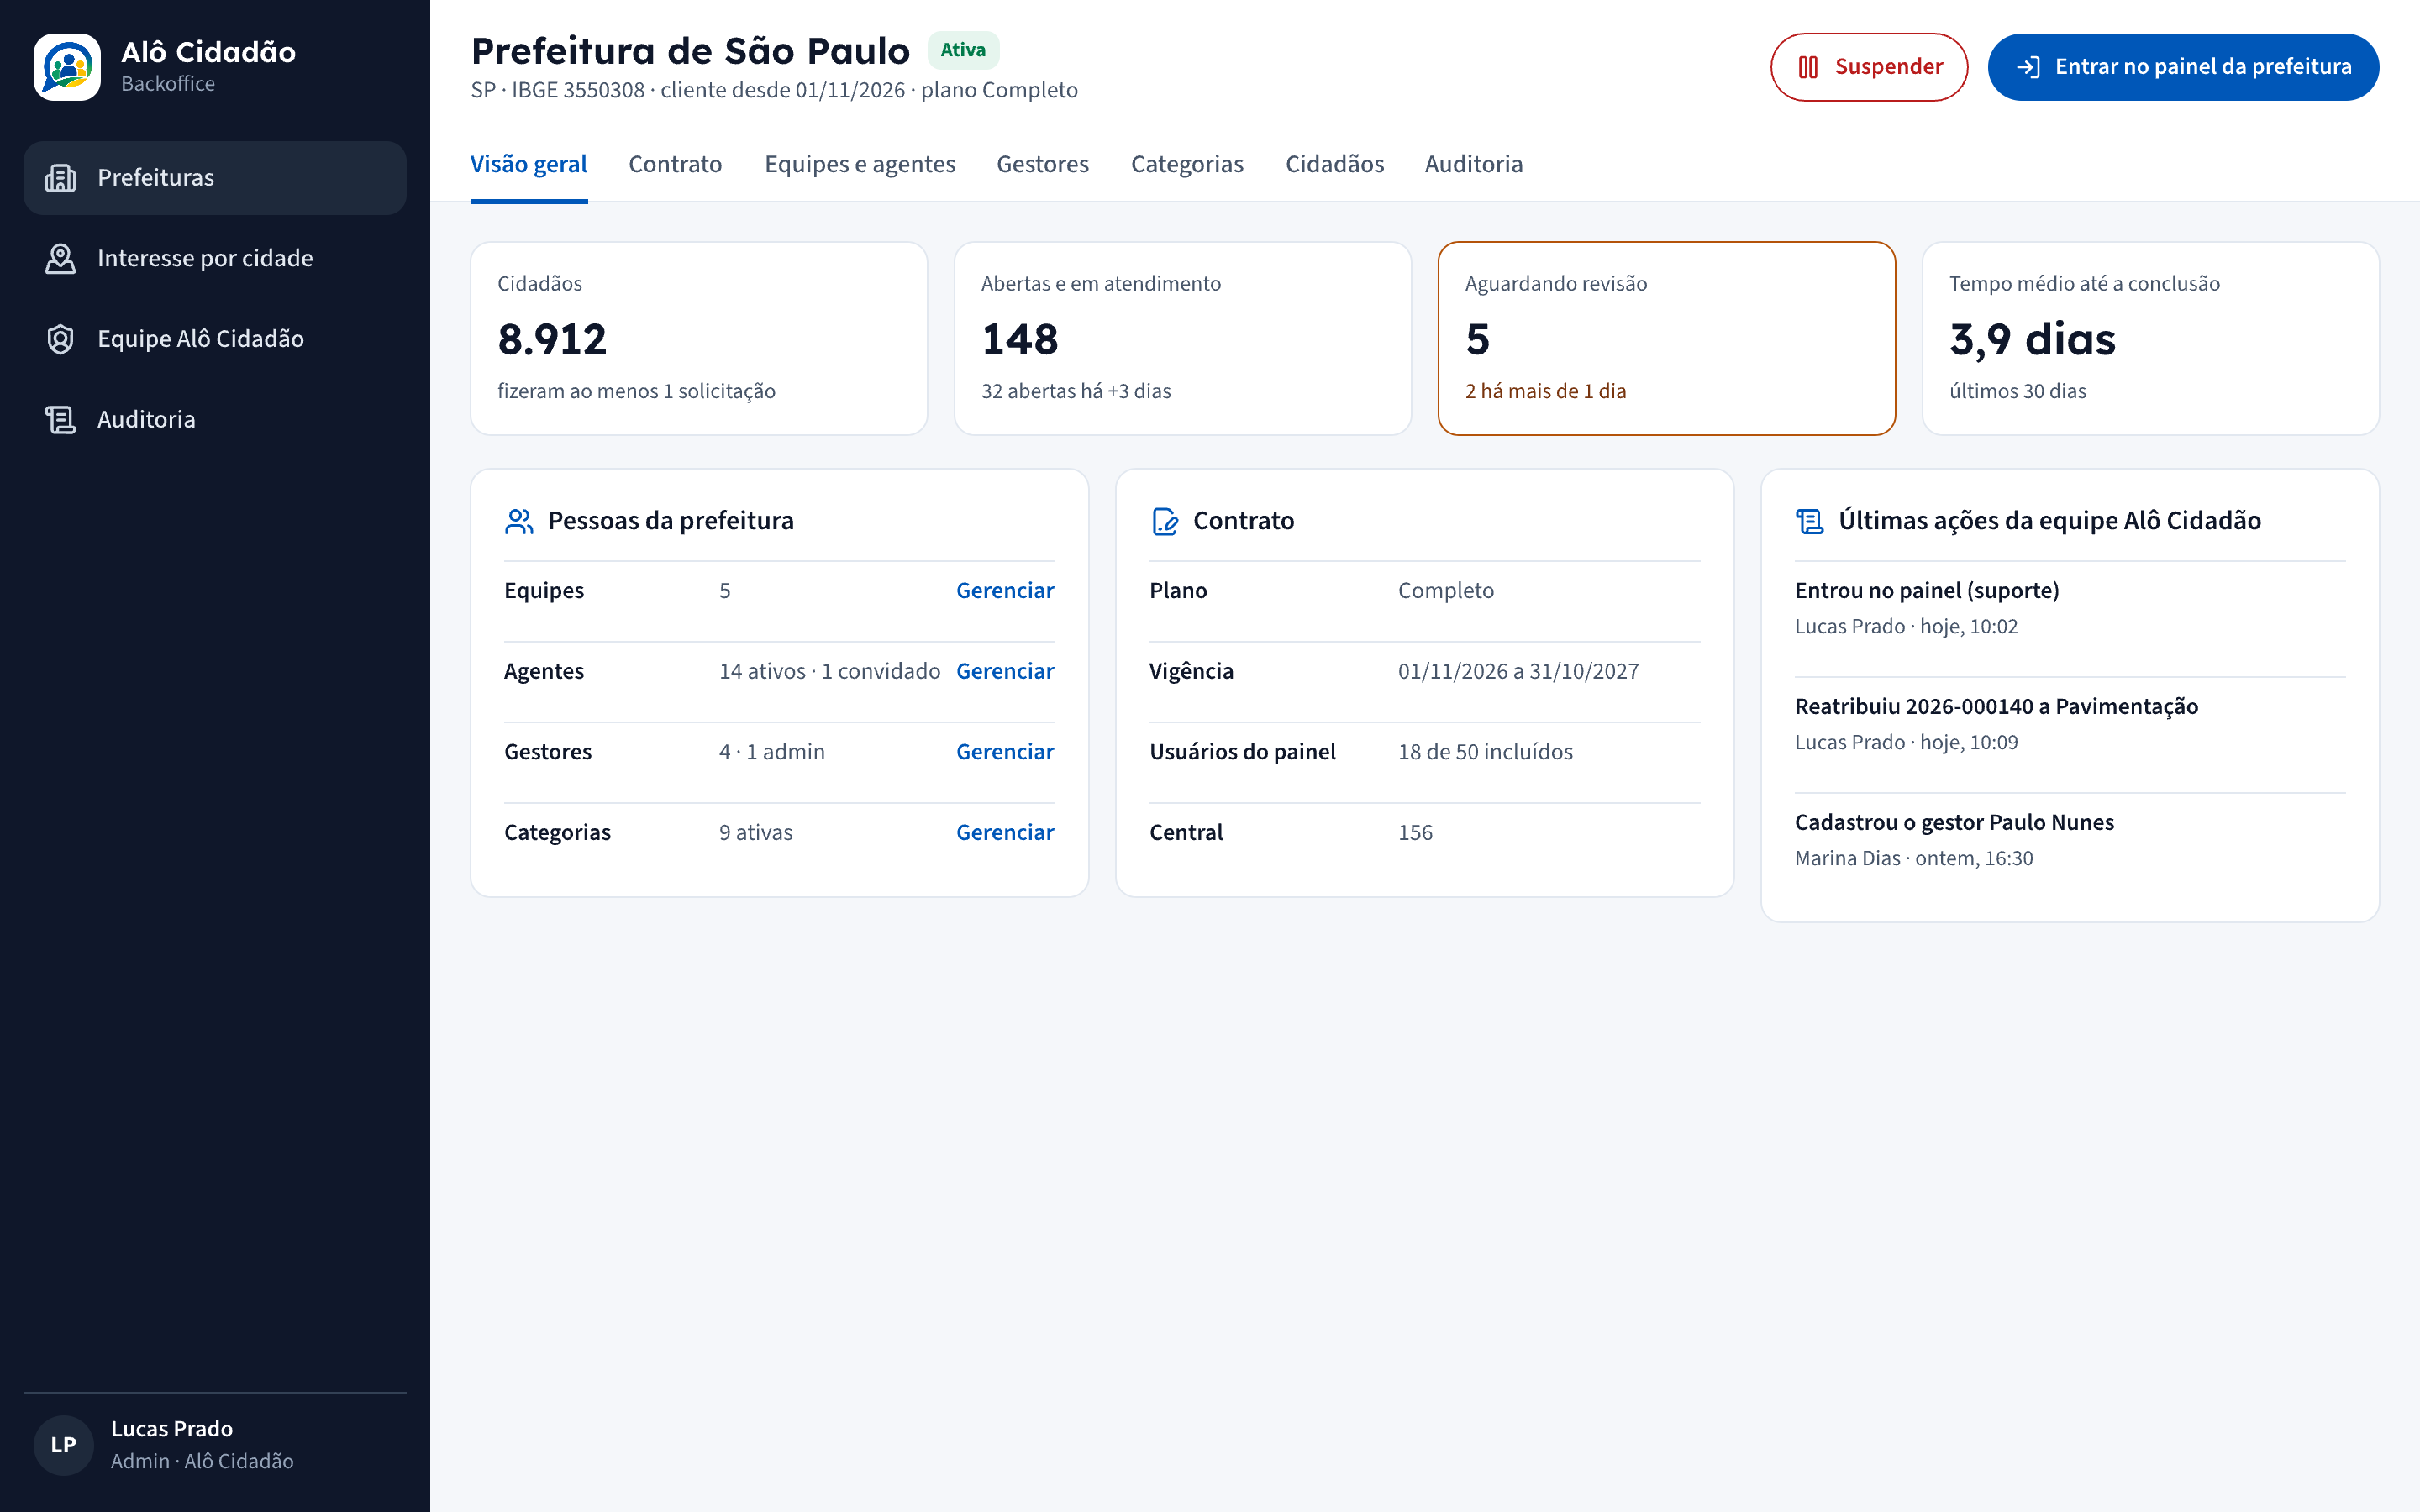 Alô Cidadão
Backoffice
Prefeituras
Interesse por cidade
Equipe Alô Cidadão
Auditoria
LP
Lucas Prado
Admin · Alô Cidadão
Prefeitura de São Paulo
Ativa
SP · IBGE 3550308 · cliente desde 01/11/2026 · plano Completo
Suspender
Entrar no painel da prefeitura
Visão geral
Contrato
Equipes e agentes
Gestores
Categorias
Cidadãos
Auditoria
Cidadãos
8.912
fizeram ao menos 1 solicitação
Abertas e em atendimento
148
32 abertas há +3 dias
Aguardando revisão
5
2 há mais de 1 dia
Tempo médio até a conclusão
3,9 dias
últimos 30 dias
Pessoas da prefeitura
Equipes 5 Gerenciar
Agentes 14 ativos · 1 convidado Gerenciar
Gestores 4 · 1 admin Gerenciar
Categorias 9 ativas Gerenciar
Contrato
Plano Completo
Vigência 01/11/2026 a 31/10/2027
Usuários do painel 18 de 50 incluídos
Central 156
Últimas ações da equipe Alô Cidadão
Entrou no painel (suporte)
Lucas Prado · hoje, 10:02
Reatribuiu 2026-000140 a Pavimentação
Lucas Prado · hoje, 10:09
Cadastrou o gestor Paulo Nunes
Marina Dias · ontem, 16:30